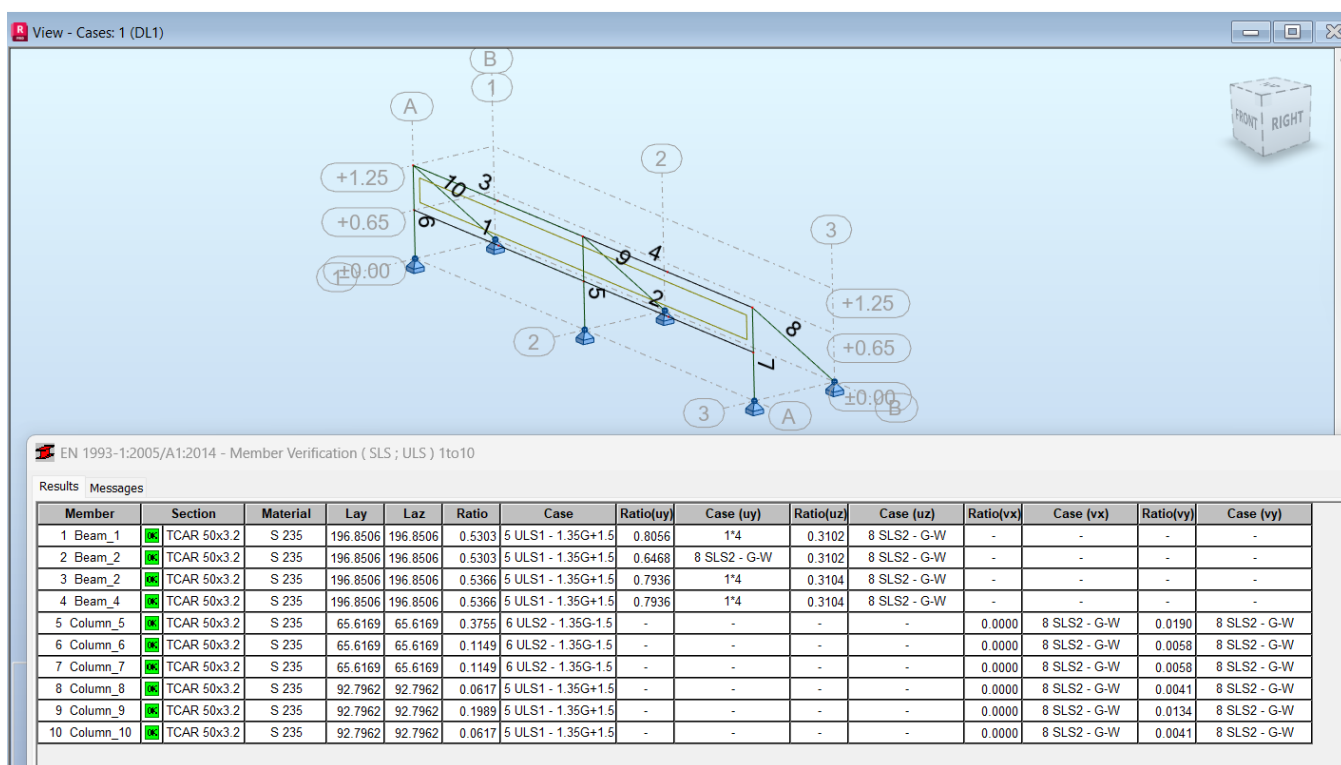 View - Cases: 1 (DL1)
B
1
A
2
+1.25
10
3
FRONT
RIGHT
+0.65
6
1
3
4
9
±0.00
1
5
2
+1.25
8
2
+0.65
7
±0.00
3
A
B
EN 1993-1:2005/A1:2014 - Member Verification ( SLS ; ULS ) 1to10
Results Messages
Member Section Material Lay Laz Ratio Case Ratio(uy) Case (uy) Ratio(uz) Case (uz) Ratio(vx) Case (vx) Ratio(vy) Case (vy)
1 Beam_1 OK TCAR 50x3.2 S 235 196.8506 196.8506 0.5303 5 ULS1 - 1.35G+1.5 0.8056 1*4 0.3102 8 SLS2 - G-W - - - -
2 Beam_2 OK TCAR 50x3.2 S 235 196.8506 196.8506 0.5303 5 ULS1 - 1.35G+1.5 0.6468 8 SLS2 - G-W 0.3102 8 SLS2 - G-W - - - -
3 Beam_2 OK TCAR 50x3.2 S 235 196.8506 196.8506 0.5366 5 ULS1 - 1.35G+1.5 0.7936 1*4 0.3104 8 SLS2 - G-W - - - -
4 Beam_4 OK TCAR 50x3.2 S 235 196.8506 196.8506 0.5366 5 ULS1 - 1.35G+1.5 0.7936 1*4 0.3104 8 SLS2 - G-W - - - -
5 Column_5 OK TCAR 50x3.2 S 235 65.6169 65.6169 0.3755 6 ULS2 - 1.35G-1.5 - - - - 0.0000 8 SLS2 - G-W 0.0190 8 SLS2 - G-W
6 Column_6 OK TCAR 50x3.2 S 235 65.6169 65.6169 0.1149 6 ULS2 - 1.35G-1.5 - - - - 0.0000 8 SLS2 - G-W 0.0058 8 SLS2 - G-W
7 Column_7 OK TCAR 50x3.2 S 235 65.6169 65.6169 0.1149 6 ULS2 - 1.35G-1.5 - - - - 0.0000 8 SLS2 - G-W 0.0058 8 SLS2 - G-W
8 Column_8 OK TCAR 50x3.2 S 235 92.7962 92.7962 0.0617 5 ULS1 - 1.35G+1.5 - - - - 0.0000 8 SLS2 - G-W 0.0041 8 SLS2 - G-W
9 Column_9 OK TCAR 50x3.2 S 235 92.7962 92.7962 0.1989 5 ULS1 - 1.35G+1.5 - - - - 0.0000 8 SLS2 - G-W 0.0134 8 SLS2 - G-W
10 Column_10 OK TCAR 50x3.2 S 235 92.7962 92.7962 0.0617 5 ULS1 - 1.35G+1.5 - - - - 0.0000 8 SLS2 - G-W 0.0041 8 SLS2 - G-W